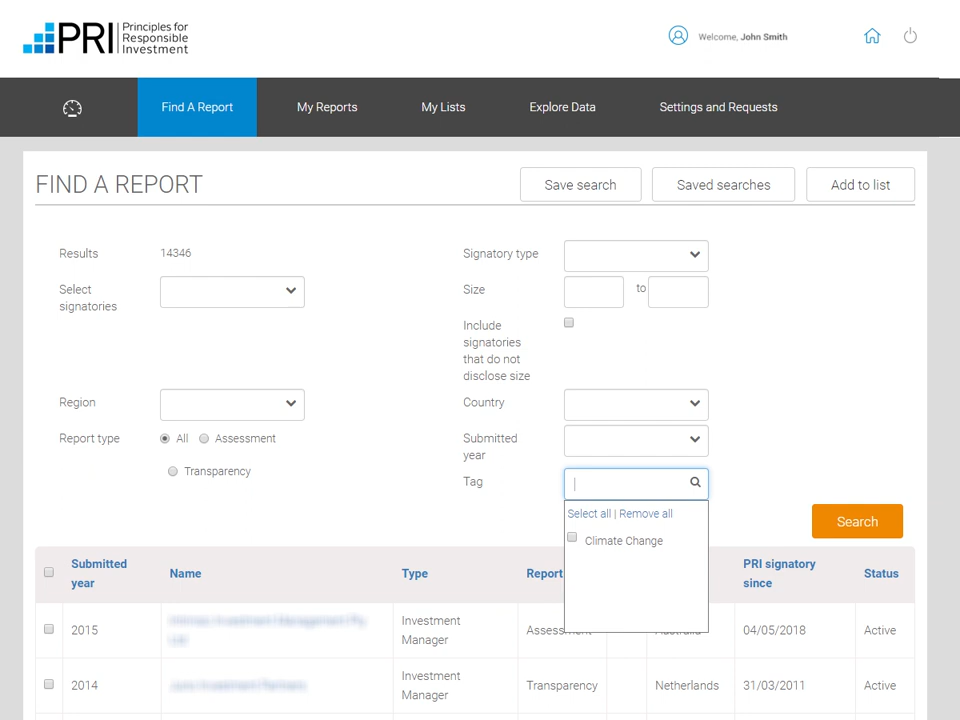 PRI Principles for
Responsible
Investment
Welcome, John Smith
Find A Report My Reports My Lists Explore Data Settings and Requests
FIND A REPORT
Save search Saved searches Add to list
Results 14346
Signatory type
Select
signatories
Size to
Include
signatories
that do not
disclose size
Region
Country
Report type All Assessment
Transparency
Submitted
year
Tag
Select all | Remove all
Climate Change
Search
Submitted
year
Name
Type
Report
PRI signatory
since
Status
2015
Investment
Manager
Australia
04/05/2018
Active
2014
Investment
Manager
Transparency
Netherlands
31/03/2011
Active